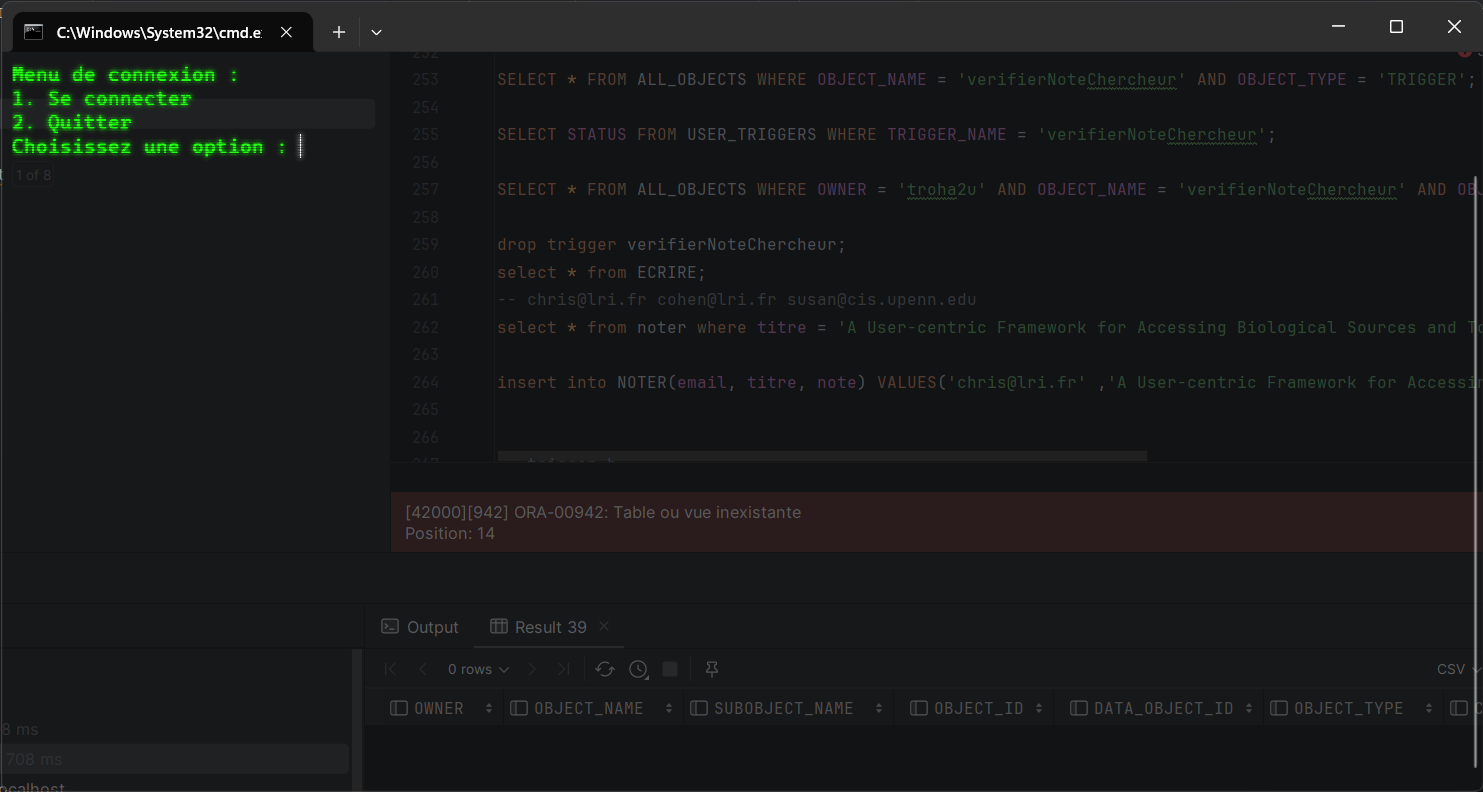 C:\Windows\System32\cmd.e
Menu de connexion :
1. Se connecter
2. Quitter
Choisissez une option :
1 of 8
252
253 SELECT * FROM ALL_OBJECTS WHERE OBJECT_NAME = 'verifierNoteChercheur' AND OBJECT_TYPE = 'TRIGGER';
254
255 SELECT STATUS FROM USER_TRIGGERS WHERE TRIGGER_NAME = 'verifierNoteChercheur';
256
257 SELECT * FROM ALL_OBJECTS WHERE OWNER = 'troha2u' AND OBJECT_NAME = 'verifierNoteChercheur' AND OBJ
258
259 drop trigger verifierNoteChercheur;
260 select * from ECRIRE;
261 -- chris@lri.fr cohen@lri.fr susan@cis.upenn.edu
262 select * from noter where titre = 'A User-centric Framework for Accessing Biological Sources and To
263
264 insert into NOTER(email, titre, note) VALUES('chris@lri.fr' ,'A User-centric Framework for Accessin
265
266
[42000][942] ORA-00942: Table ou vue inexistante
Position: 14
Output Result 39
0 rows CSV
OWNER OBJECT_NAME SUBOBJECT_NAME OBJECT_ID DATA_OBJECT_ID OBJECT_TYPE C
8 ms
708 ms
ocalhost